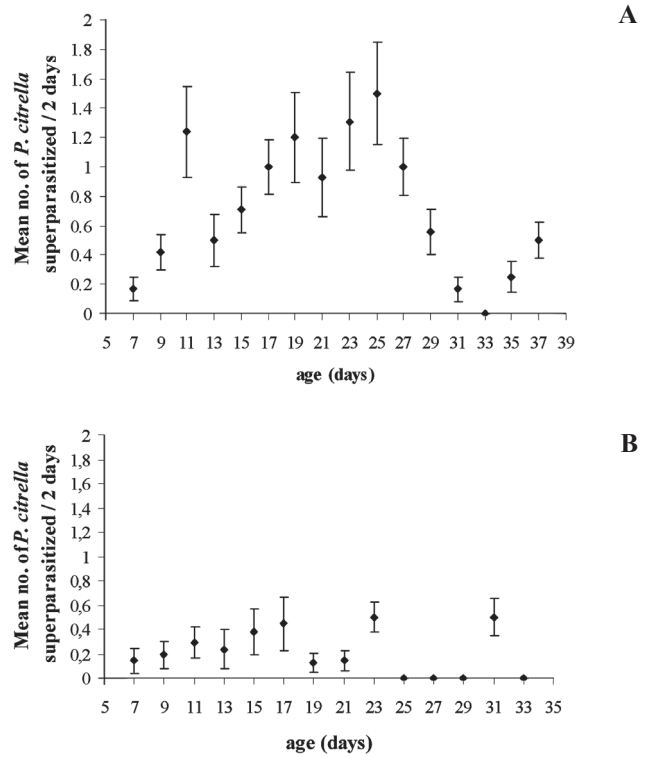 A
Mean no. of P. citrella
superparasitized / 2 days
2
1.8
1.6
1.4
1.2
1
0.8
0.6
0.4
0.2
0
5 7 9 11 13 15 17 19 21 23 25 27 29 31 33 35 37 39
age (days)
B
Mean no. of P. citrella
superparasitized / 2 days
2
1,8
1,6
1,4
1,2
1
0,8
0,6
0,4
0,2
0
5 7 9 11 13 15 17 19 21 23 25 27 29 31 33 35
age (days)